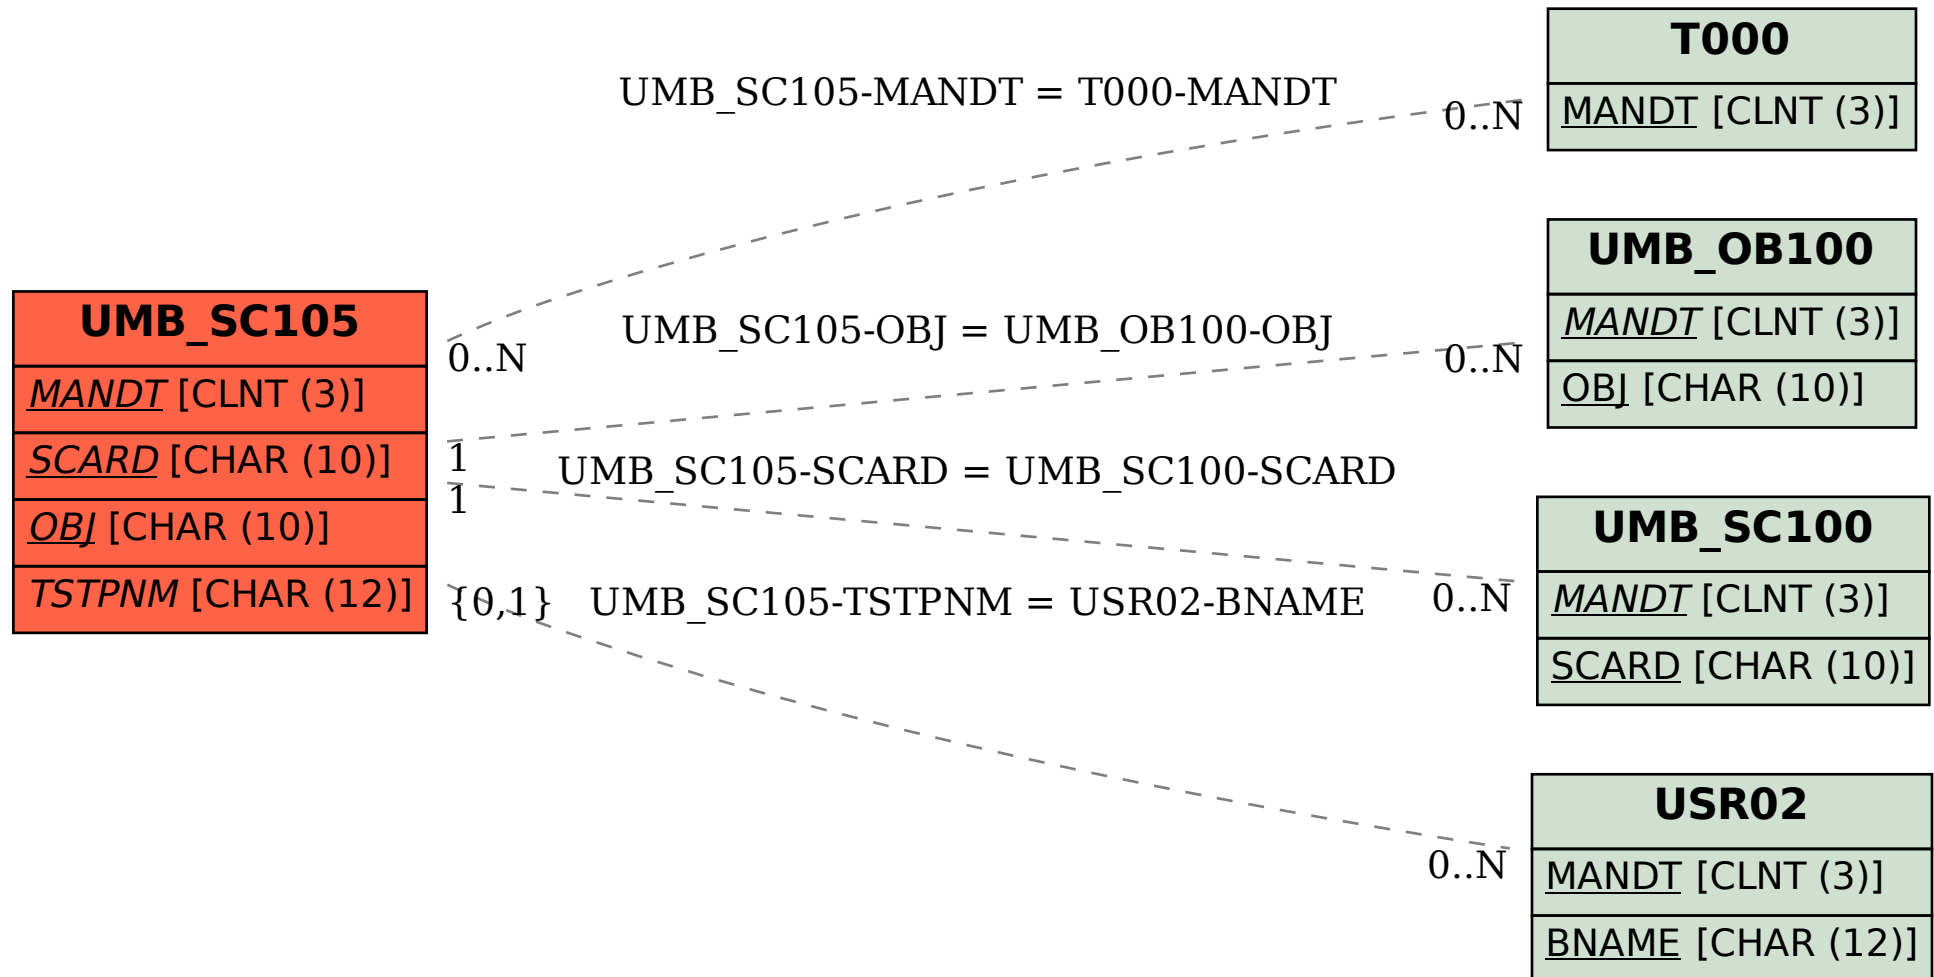 UMB_SC105
MANDT [CLNT (3)]
SCARD [CHAR (10)]
OBJ [CHAR (10)]
TSTPNM [CHAR (12)]
UMB_SC105-MANDT = T000-MANDT
0..N
0..N
UMB_SC105-OBJ = UMB_OB100-OBJ
1
0..N
UMB_SC105-SCARD = UMB_SC100-SCARD
1
0..N
UMB_SC105-TSTPNM = USR02-BNAME
{0,1}
0..N
T000
MANDT [CLNT (3)]
UMB_OB100
MANDT [CLNT (3)]
OBJ [CHAR (10)]
UMB_SC100
MANDT [CLNT (3)]
SCARD [CHAR (10)]
USR02
MANDT [CLNT (3)]
BNAME [CHAR (12)]